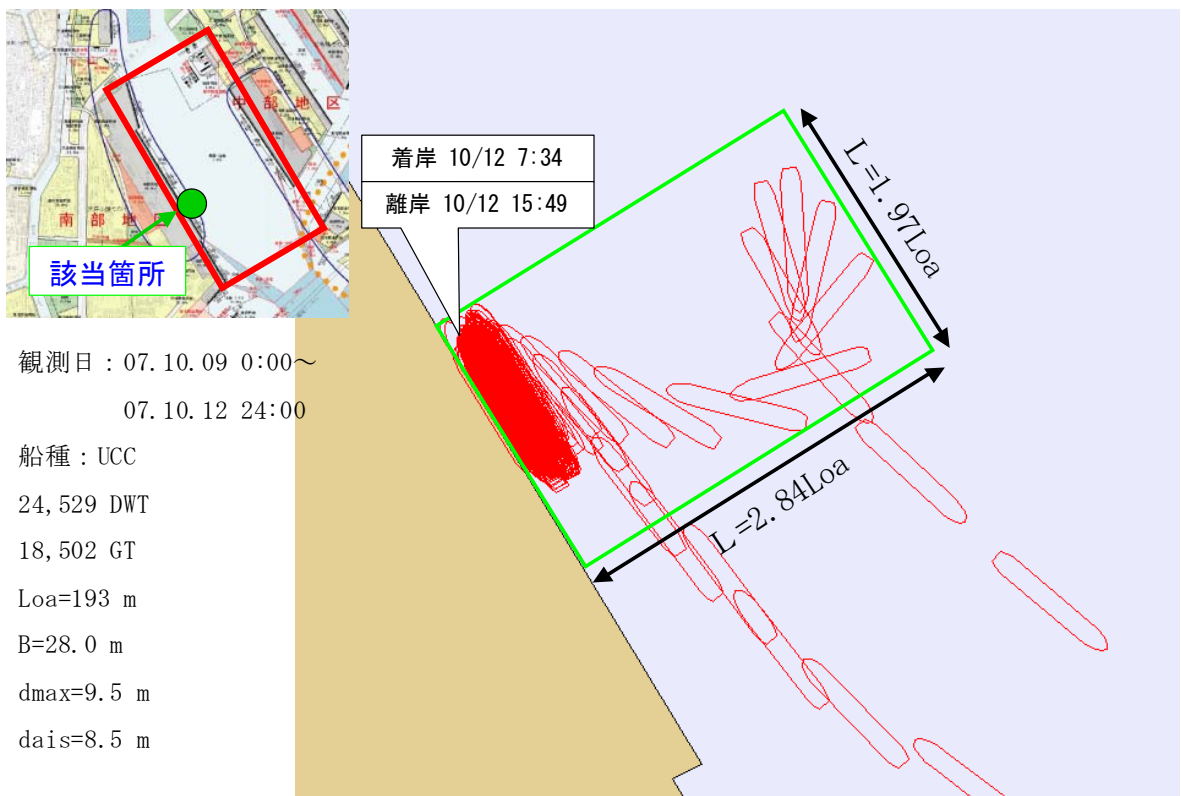 中部地区
南部地区
該当箇所
着岸 10/12 7:34
離岸 10/12 15:49
L=1.97Loa
L=2.84Loa
観測日：07.10.09 0:00～
07.10.12 24:00
船種：UCC
24,529 DWT
18,502 GT
Loa=193 m
B=28.0 m
dmax=9.5 m
dais=8.5 m